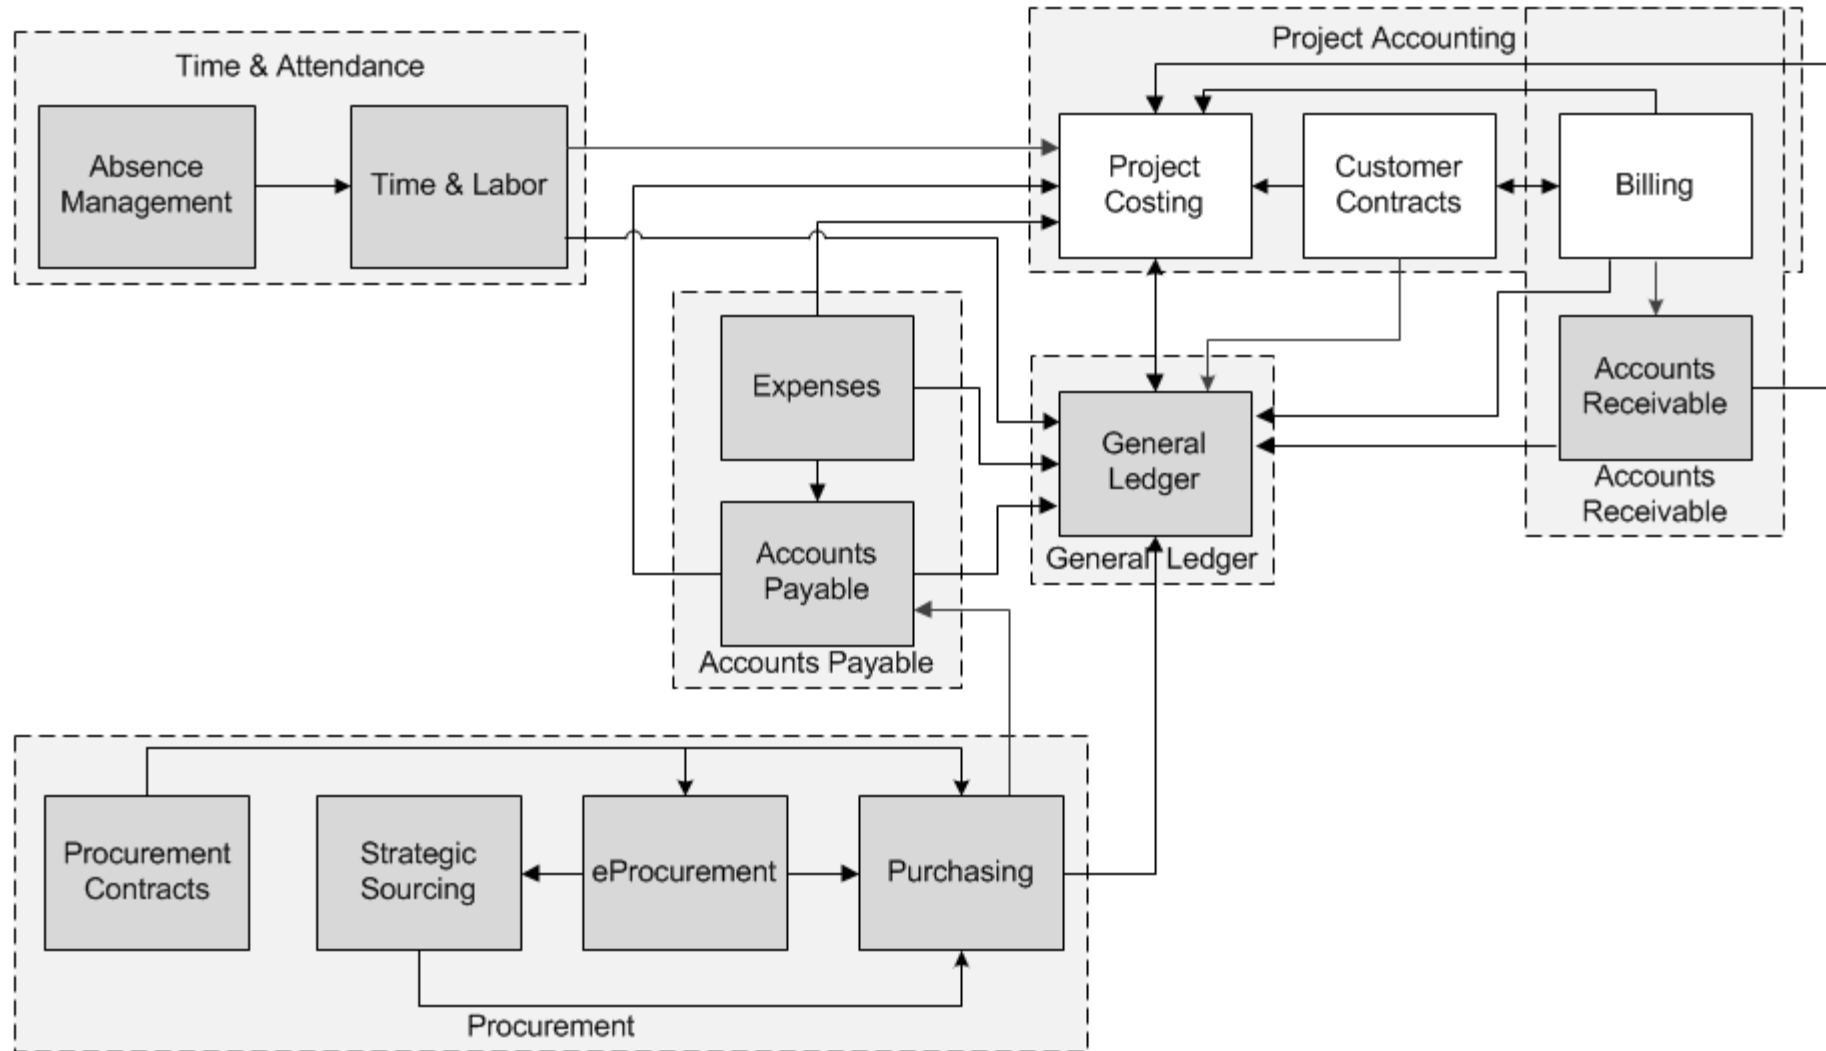 Project Accounting
Time & Attendance
Absence
Management
Time & Labor
Project
Costing
Customer
Contracts
Billing
Expenses
Accounts
Receivable
General
Ledger
Accounts
Receivable
Accounts
Payable
General Ledger
Accounts Payable
Procurement
Contracts
Strategic
Sourcing
eProcurement
Purchasing
Procurement